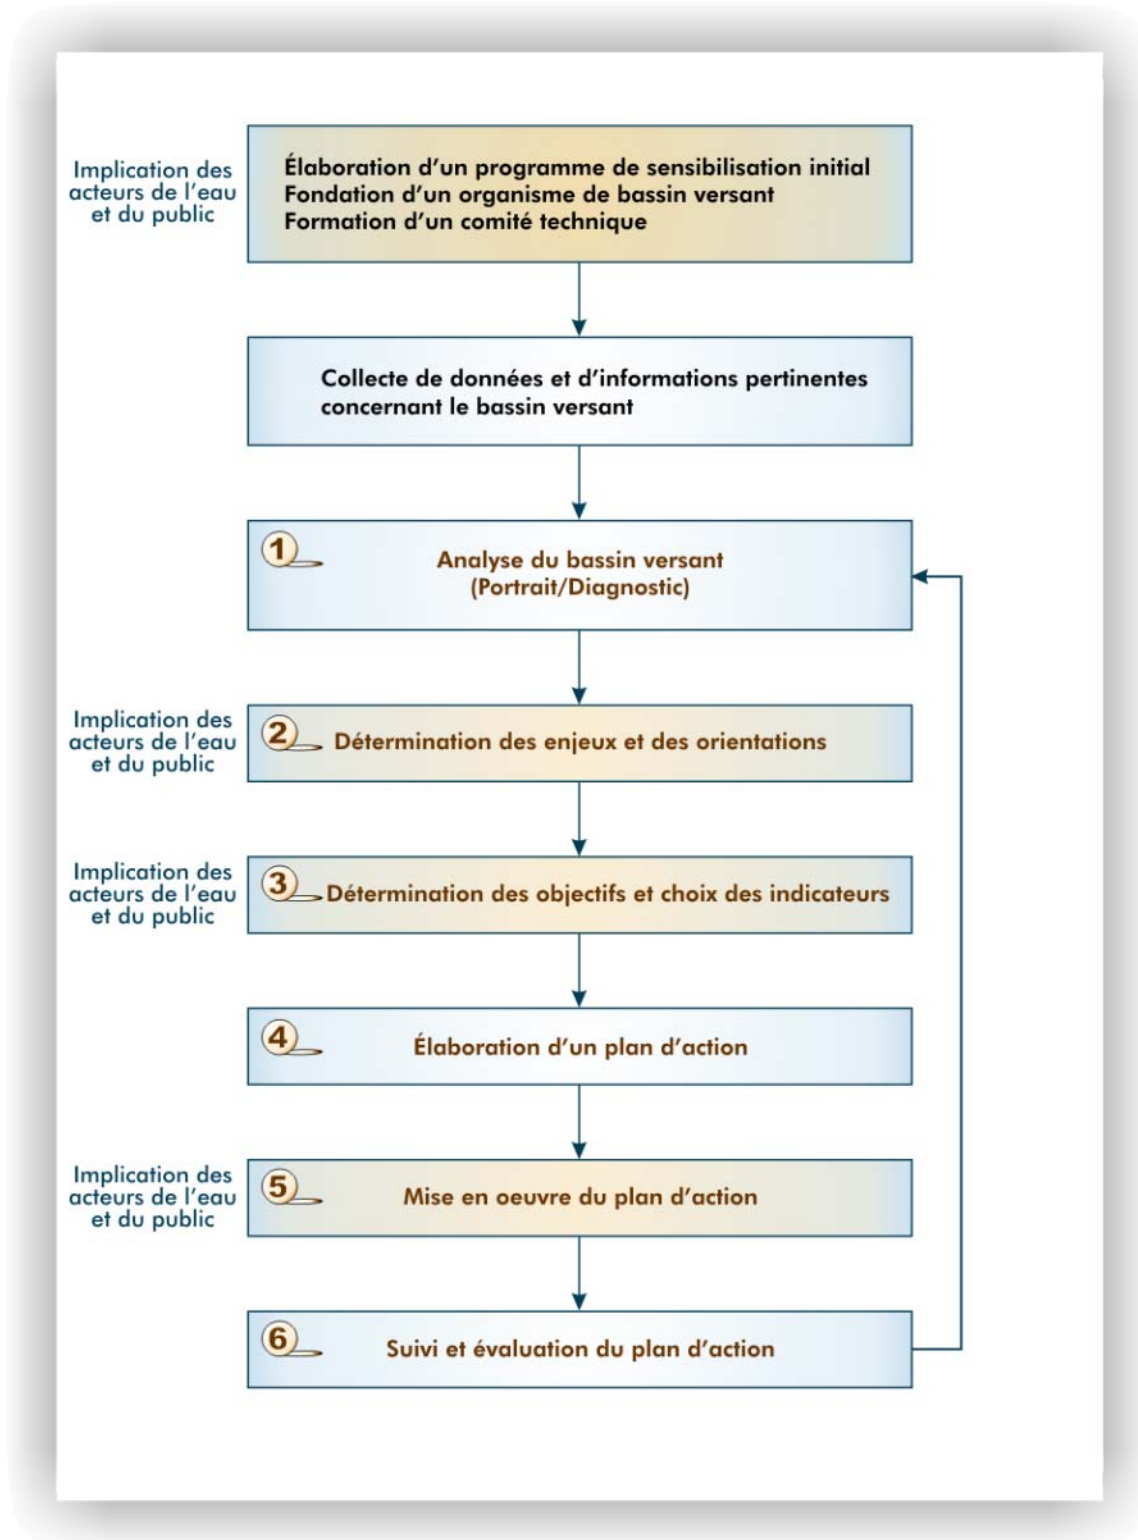 Implication des
acteurs de l'eau
et du public
Élaboration d'un programme de sensibilisation initial
Fondation d'un organisme de bassin versant
Formation d'un comité technique
Collecte de données et d'informations pertinentes
concernant le bassin versant
1
Analyse du bassin versant
(Portrait/Diagnostic)
Implication des
acteurs de l'eau
et du public
2 Détermination des enjeux et des orientations
Implication des
acteurs de l'eau
et du public
3 Détermination des objectifs et choix des indicateurs
4 Élaboration d'un plan d'action
Implication des
acteurs de l'eau
et du public
5 Mise en oeuvre du plan d'action
6 Suivi et évaluation du plan d'action